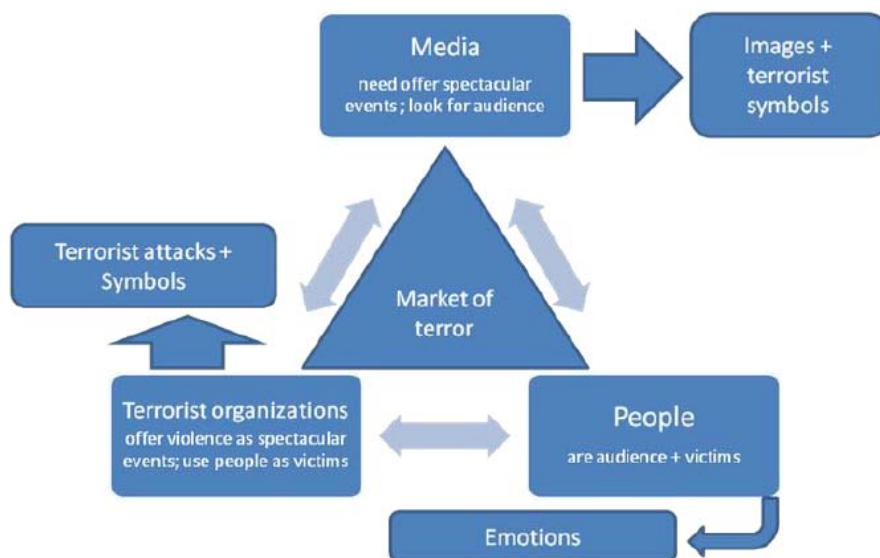 Media
need offer spectacular
events ; look for audience
Images +
terrorist
symbols
Terrorist attacks +
Symbols
Market of
terror
Terrorist organizations
offer violence as spectacular
events; use people as victims
People
are audience + victims
Emotions